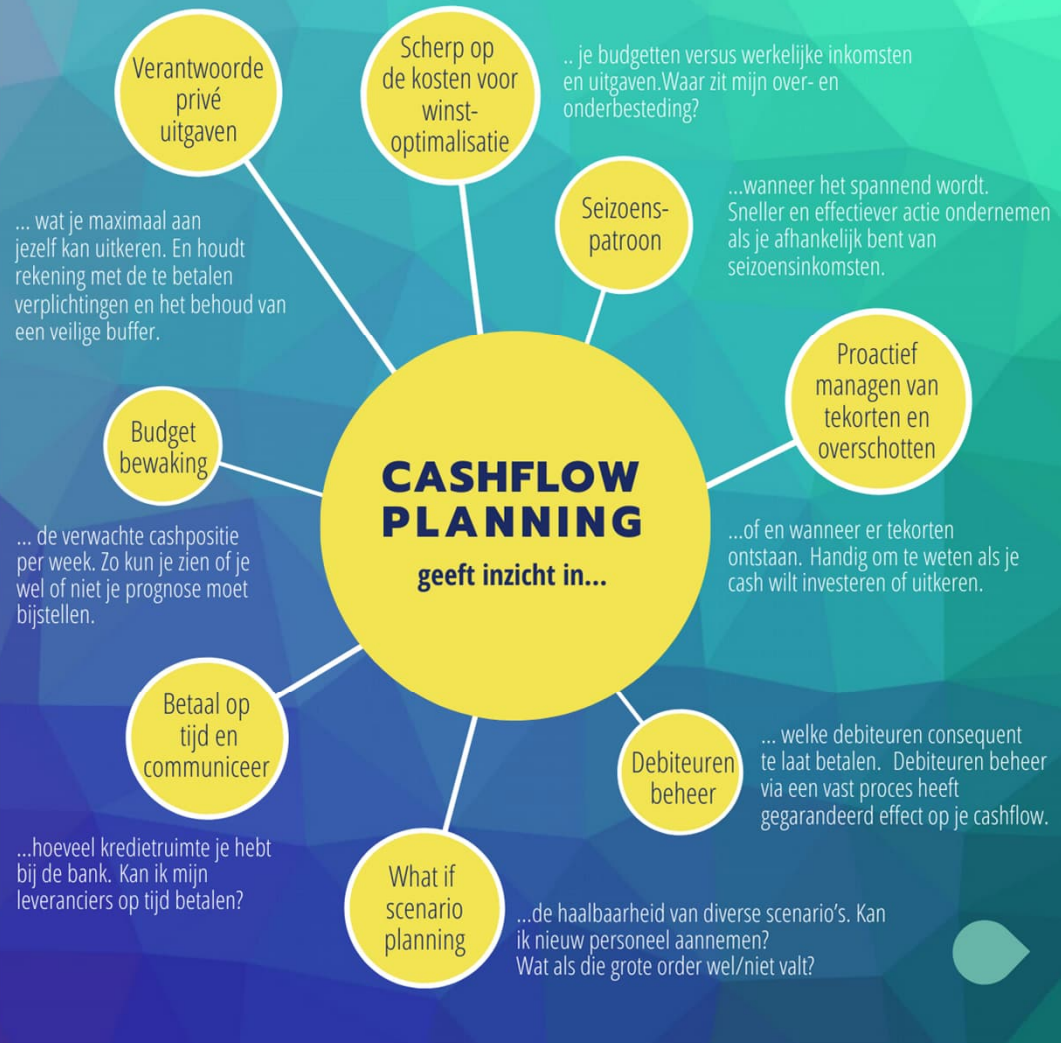 Verantwoorde
privé
uitgaven
... wat je maximaal aan
jezelf kan uitkeren. En houdt
rekening met de te betalen
verplichtingen en het behoud van
een veilige buffer.
Scherp op
de kosten voor
winst-
optimalisatie
.. je budgetten versus werkelijke inkomsten
en uitgaven.Waar zit mijn over- en
onderbesteding?
Seizoens-
patroon
...wanneer het spannend wordt.
Sneller en effectiever actie ondernemen
als je afhankelijk bent van
seizoensinkomsten.
Proactief
managen van
tekorten en
overschotten
...of en wanneer er tekorten
ontstaan. Handig om te weten als je
cash wilt investeren of uitkeren.
CASHFLOW
PLANNING
geeft inzicht in...
Budget
bewaking
... de verwachte cashpositie
per week. Zo kun je zien of je
wel of niet je prognose moet
bijstellen.
Betaal op
tijd en
communiceer
...hoeveel kredietruimte je hebt
bij de bank. Kan ik mijn
leveranciers op tijd betalen?
What if
scenario
planning
...de haalbaarheid van diverse scenario's. Kan
ik nieuw personeel aannemen?
Wat als die grote order wel/niet valt?
Debiteuren
beheer
... welke debiteuren consequent
te laat betalen. Debiteuren beheer
via een vast proces heeft
gegarandeerd effect op je cashflow.